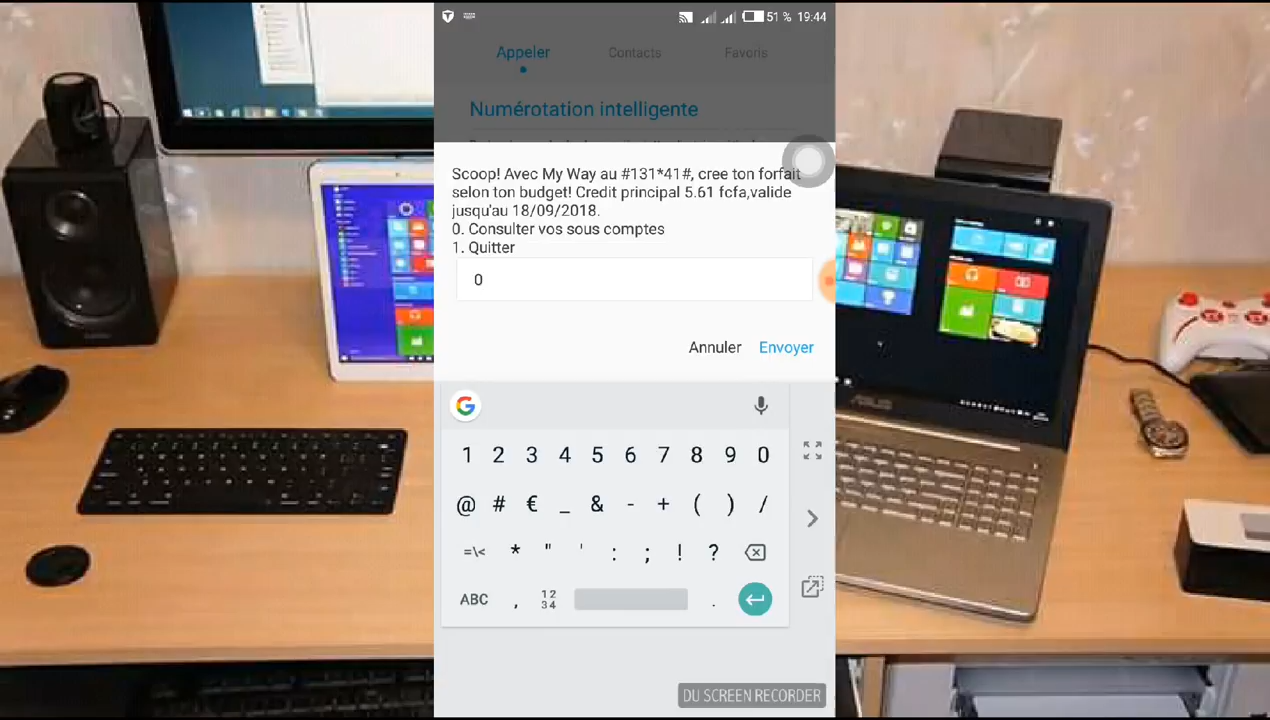 51 % 19:44
Appeler Contacts Favoris
Numérotation intelligente
Scoop! Avec My Way au #131*41#, cree ton forfait
selon ton budget! Credit principal 5.61 fcfa,valide
jusqu'au 18/09/2018.
0. Consulter vos sous comptes
1. Quitter
0
Annuler Envoyer
1 2 3 4 5 6 7 8 9 0
@ # € _ & - + ( ) /
=\< * " ' : ; ! ?
ABC , 12 34 .
DU SCREEN RECORDER
ASUS